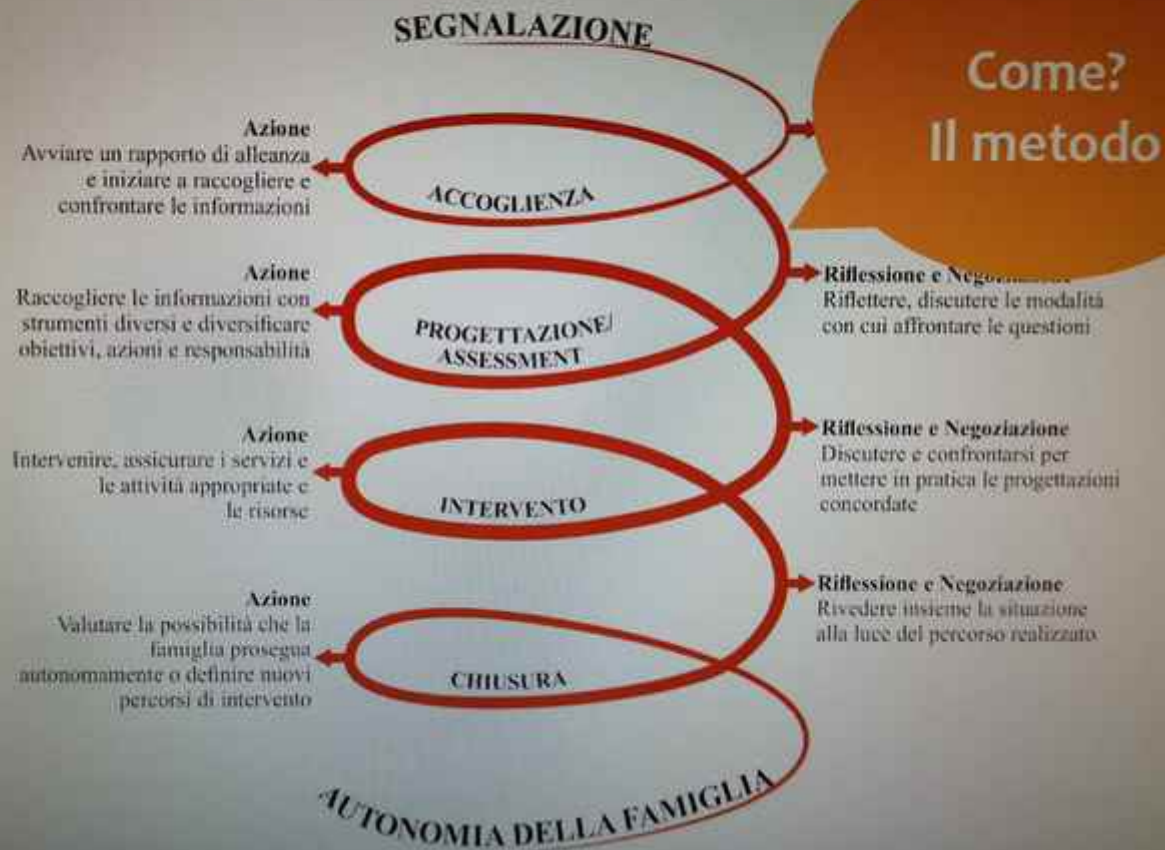 SEGNALAZIONE
Come?
Il metodo
Azione
Avviare un rapporto di alleanza
e iniziare a raccogliere e
confrontare le informazioni
ACCOGLIENZA
Azione
Raccogliere le informazioni con
strumenti diversi e diversificare
obiettivi, azioni e responsabilità
Riflessione e
Riflettere, discutere le modalità
con cui affrontare le questioni
PROGETTAZIONE/
ASSESSMENT
Azione
Intervenire, assicurare i servizi e
le attività appropriate e
le risorse
Riflessione e Negoziazione
Discutere e confrontarsi per
mettere in pratica le progettazioni
concordate
INTERVENTO
Azione
Valutare la possibilità che la
famiglia prosegua
autonomamente o definire nuovi
percorsi di intervento
Riflessione e Negoziazione
Rivedere insieme la situazione
alla luce del percorso realizzato
CHIUSURA
AUTONOMIA DELLA FAMIGLIA